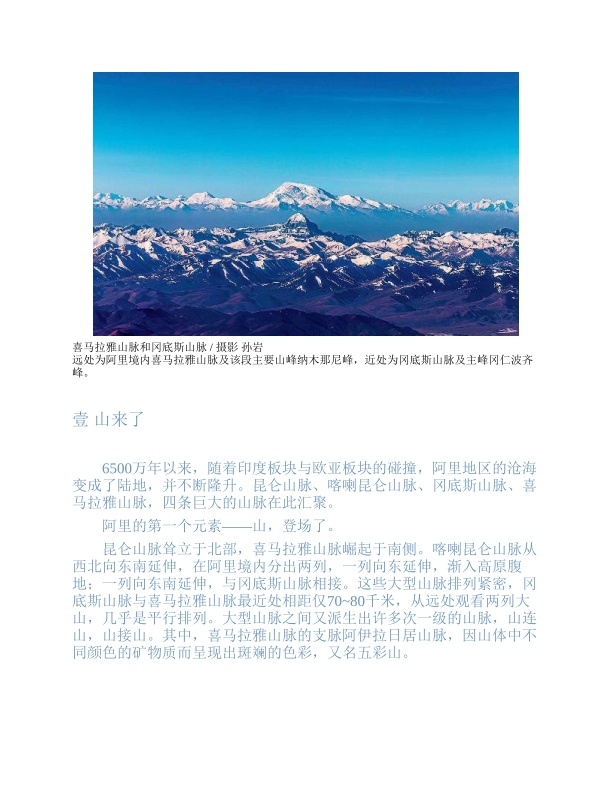 喜马拉雅山脉和冈底斯山脉 / 摄影 孙岩
远处为阿里境内喜马拉雅山脉及该段主要山峰纳木那尼峰，近处为冈底斯山脉及主峰冈仁波齐
峰。
壹 山来了
6500万年以来，随着印度板块与欧亚板块的碰撞，阿里地区的沧海
变成了陆地，并不断隆升。昆仑山脉、喀喇昆仑山脉、冈底斯山脉、喜
马拉雅山脉，四条巨大的山脉在此汇聚。
阿里的第一个元素——山，登场了。
昆仑山脉耸立于北部，喜马拉雅山脉崛起于南侧。喀喇昆仑山脉从
西北向东南延伸，在阿里境内分出两列，一列向东延伸，渐入高原腹
地；一列向东南延伸，与冈底斯山脉相接。这些大型山脉排列紧密，冈
底斯山脉与喜马拉雅山脉最近处相距仅70~80千米，从远处观看两列大
山，几乎是平行排列。大型山脉之间又派生出许多次一级的山脉，山连
山，山接山。其中，喜马拉雅山脉的支脉阿伊拉日居山脉，因山体中不
同颜色的矿物质而呈现出斑斓的色彩，又名五彩山。